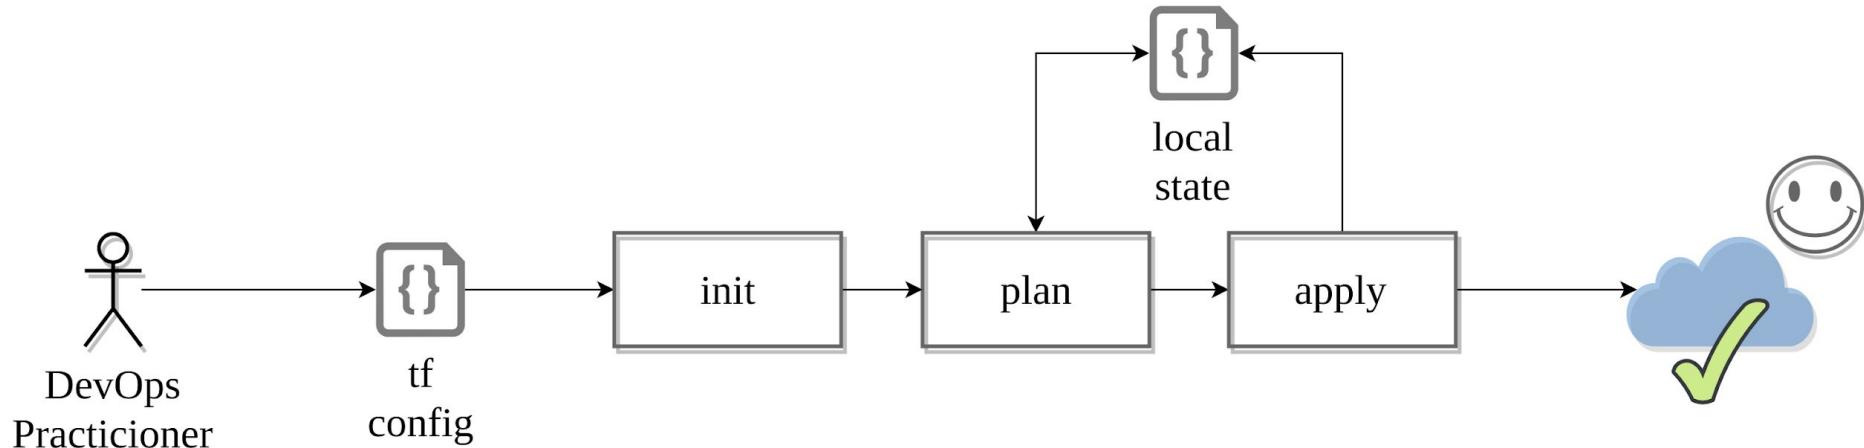 {}
local
state
DevOps
Practicioner
{}
tf
config
init
plan
apply